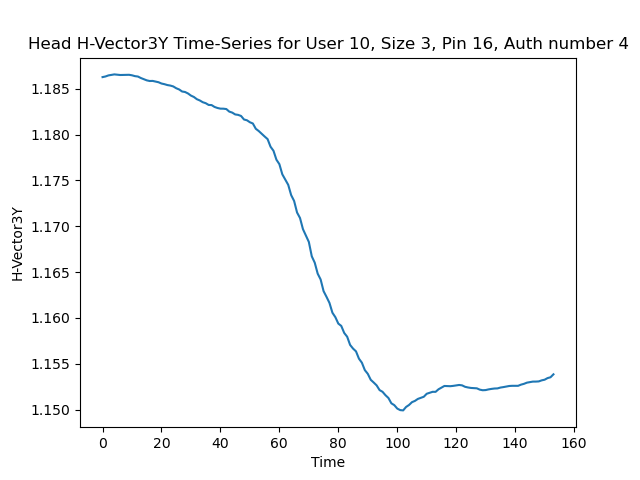 Head H-Vector3Y Time-Series for User 10, Size 3, Pin 16, Auth number 4
H-Vector3Y
1.185
1.180
1.175
1.170
1.165
1.160
1.155
1.150
0 20 40 60 80 100 120 140 160
Time